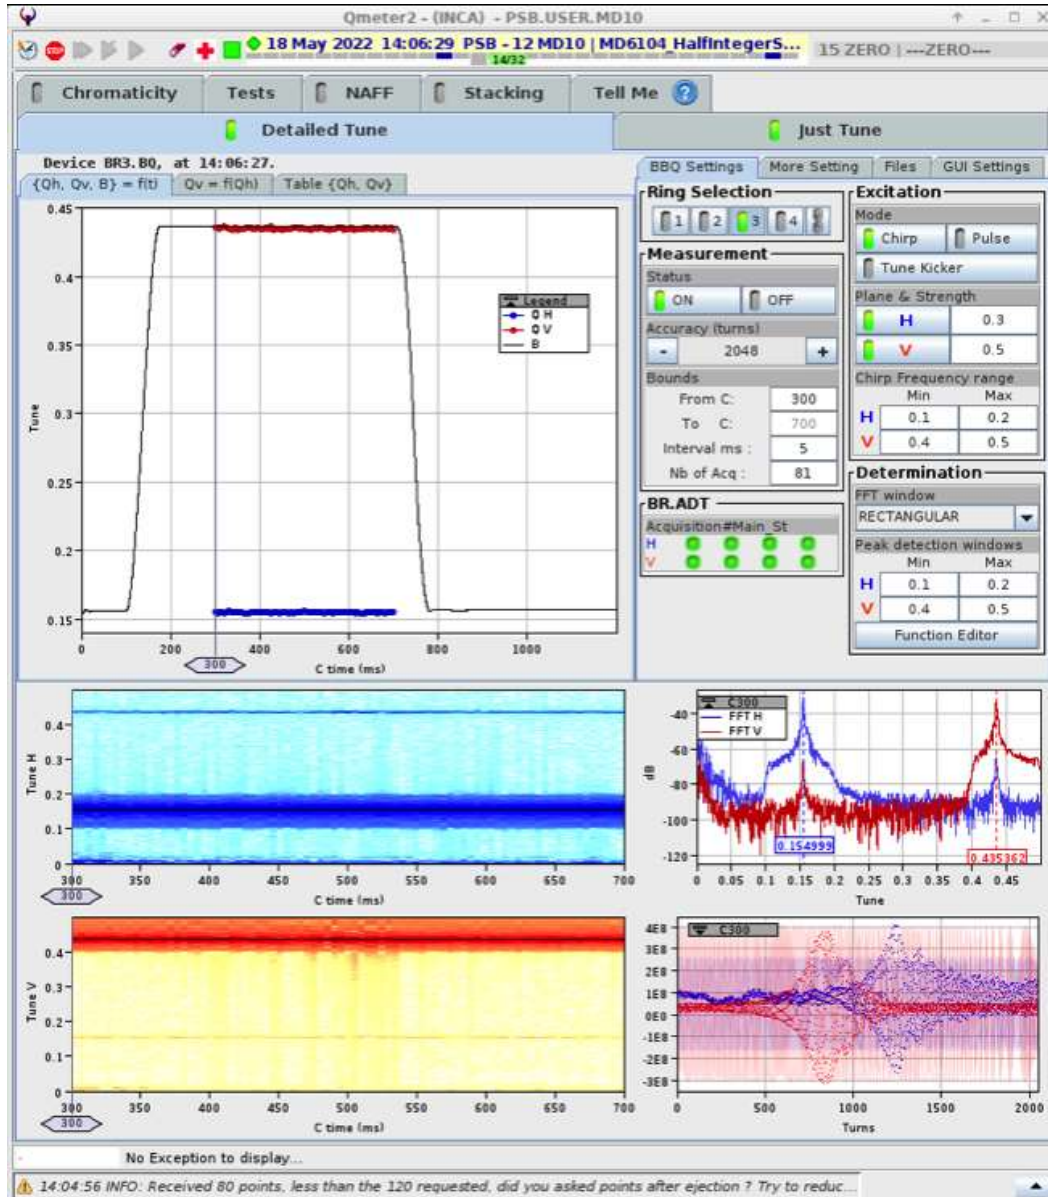 Qmeter2 - (INCA) - PSB.USER.MD10
STOP
18 May 2022 14:06:29 PSB - 12 MD10 | MD6104_HalfIntegerS... 15 ZERO | ---ZERO---
14/32
Chromaticity Tests NAFF Stacking Tell Me ?
Detailed Tune Just Tune
Device BR3.BQ, at 14:06:27.
{Qh, Qv, B} = f(t) Qv = f(Qh) Table {Qh, Qv}
0.45
0.4
0.35
0.3
0.25
0.2
0.15
Tune
Legend
Q H
Q V
B
0 200 400 600 800 1000
300
C time (ms)
BBQ Settings More Setting Files GUI Settings
Ring Selection
1 2 3 4
Measurement
Status
ON OFF
Accuracy (turns)
- 2048 +
Bounds
From C: 300
To C: 700
Interval ms : 5
Nb of Acq : 81
BR.ADT
Acquisition#Main_St
H
V
Excitation
Mode
Chirp Pulse
Tune Kicker
Plane & Strength
H 0.3
V 0.5
Chirp Frequency range
Min Max
H 0.1 0.2
V 0.4 0.5
Determination
FFT window
RECTANGULAR
Peak detection windows
Min Max
H 0.1 0.2
V 0.4 0.5
Function Editor
Tune H
0.4
0.3
0.2
0.1
0
300 350 400 450 500 550 600 650 700
300
C time (ms)
dB
-40
-60
-80
-100
-120
C300
FFT H
FFT V
0.154999
0.435362
0 0.05 0.1 0.15 0.2 0.25 0.3 0.35 0.4 0.45
Tune
Tune V
0.4
0.3
0.2
0.1
0
300 350 400 450 500 550 600 650 700
300
C time (ms)
4E8
3E8
2E8
1E8
0E0
-1E8
-2E8
-3E8
C300
0 500 1000 1500 2000
Turns
No Exception to display...
14:04:56 INFO: Received 80 points, less than the 120 requested, did you asked points after ejection ? Try to reduc...